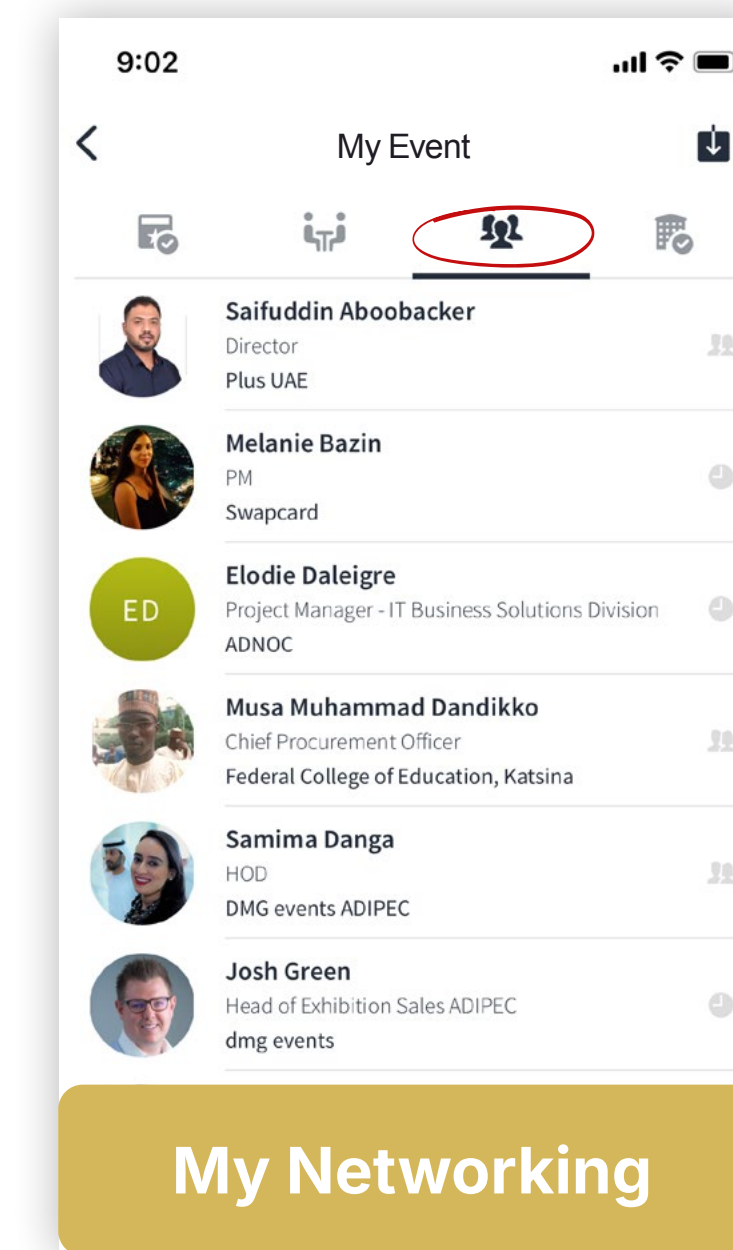 9:02
My Event
Saifuddin Aboobacker
Director
Plus UAE
Melanie Bazin
PM
Swapcard
ED
Elodie Daleigre
Project Manager - IT Business Solutions Division
ADNOC
Musa Muhammad Dandikko
Chief Procurement Officer
Federal College of Education, Katsina
Samima Danga
HOD
DMG events ADIPEC
Josh Green
Head of Exhibition Sales ADIPEC
dmg events
My Networking